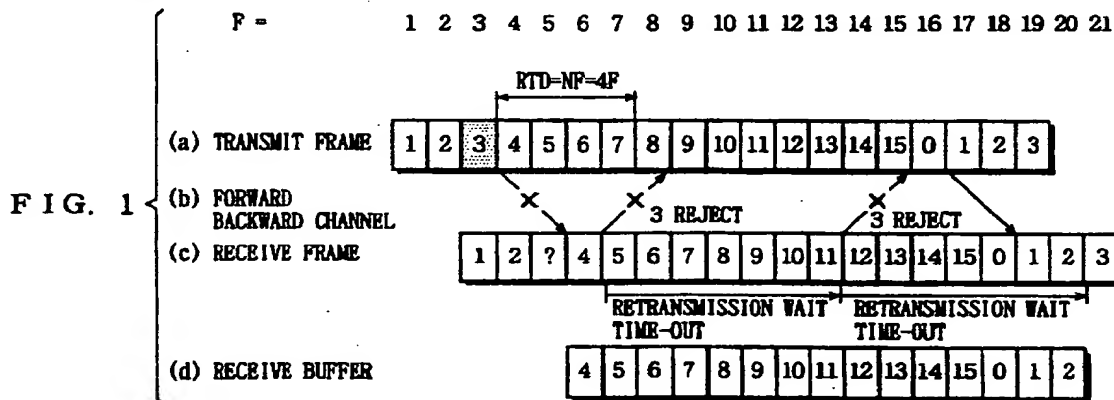 F = 1 2 3 4 5 6 7 8 9 10 11 12 13 14 15 16 17 18 19 20 21
RTD=NF=4F
(a) TRANSMIT FRAME 1 2 3 4 5 6 7 8 9 10 11 12 13 14 15 0 1 2 3
FIG. 1
(b) FORWARD
BACKWARD CHANNEL
3 REJECT 3 REJECT
(c) RECEIVE FRAME 1 2 ? 4 5 6 7 8 9 10 11 12 13 14 15 0 1 2 3
RETRANSMISSION WAIT RETRANSMISSION WAIT
TIME-OUT TIME-OUT
(d) RECEIVE BUFFER 4 5 6 7 8 9 10 11 12 13 14 15 0 1 2